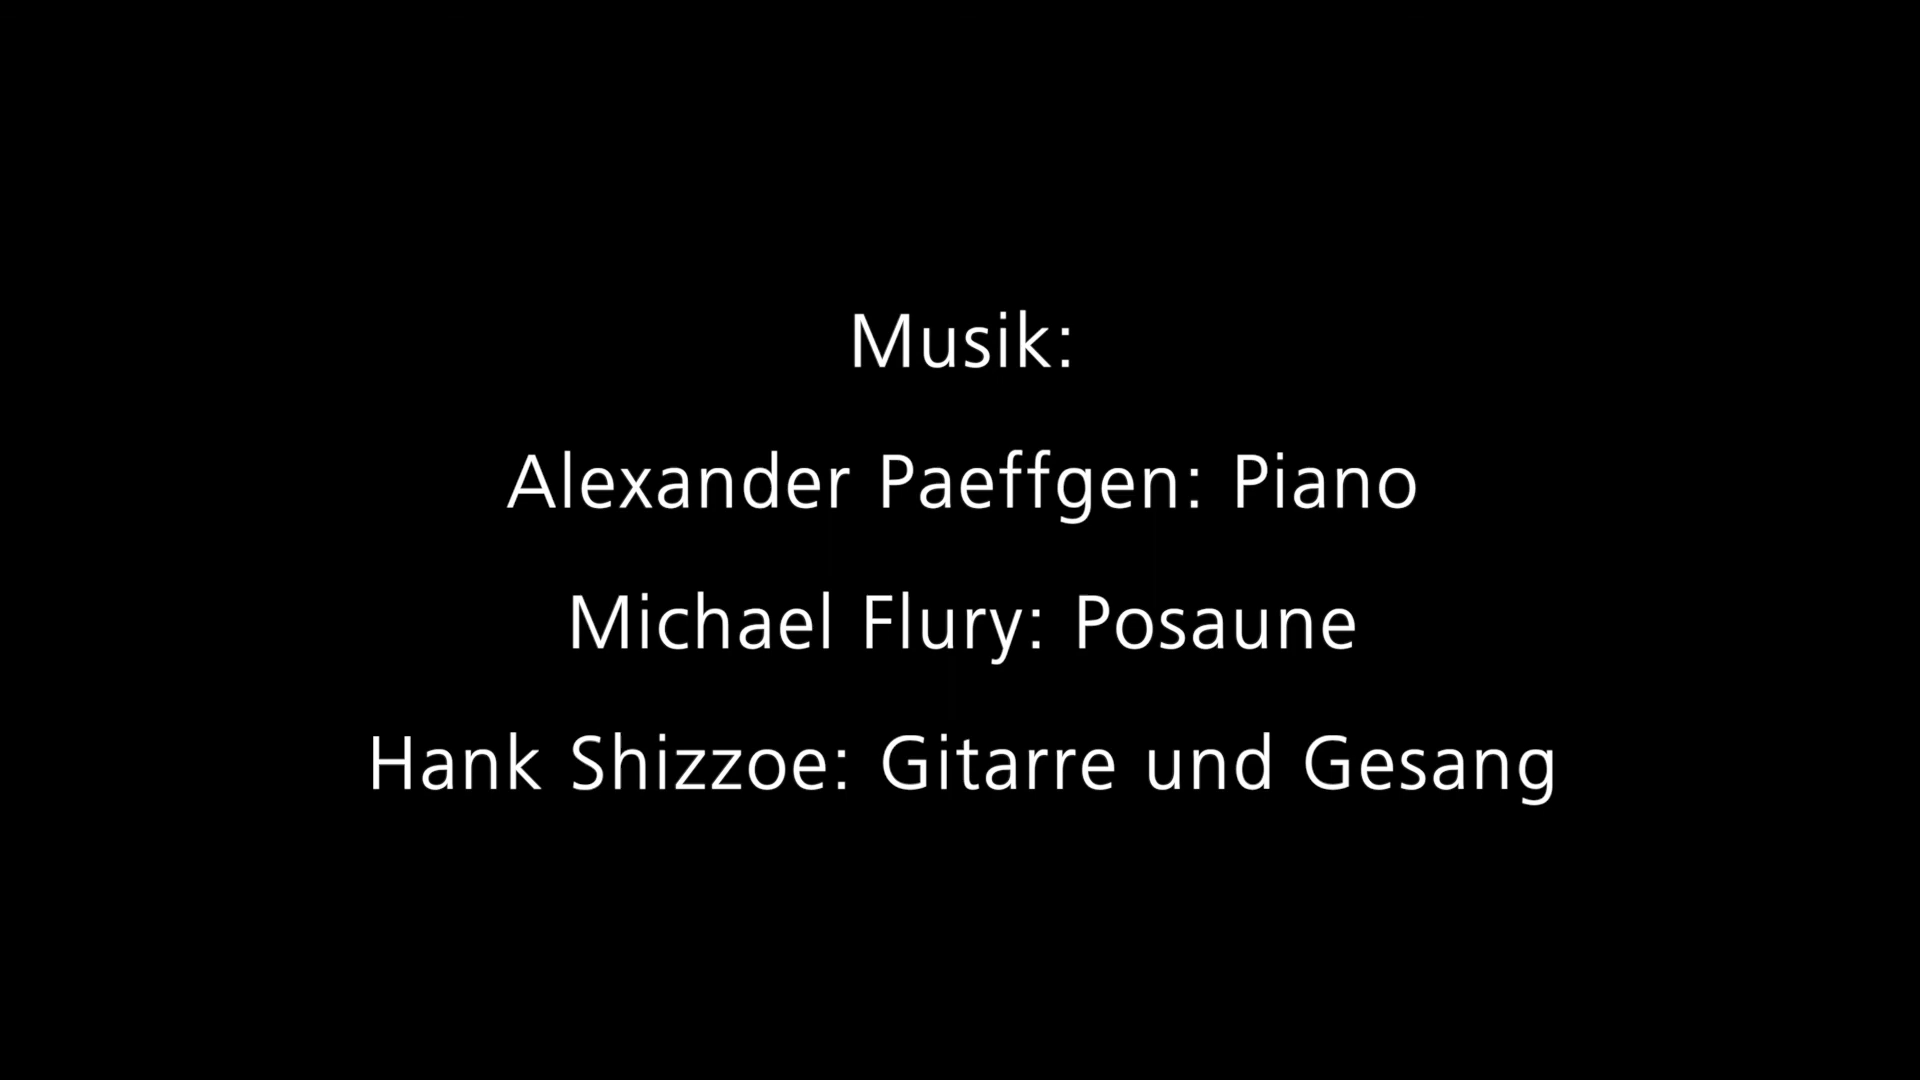 Musik:
Alexander Paeffgen: Piano
Michael Flury: Posaune
Hank Shizzoe: Gitarre und Gesang